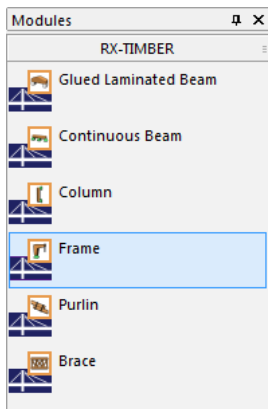 Modules
RX-TIMBER
Glued Laminated Beam
Continuous Beam
Column
Frame
Purlin
Brace